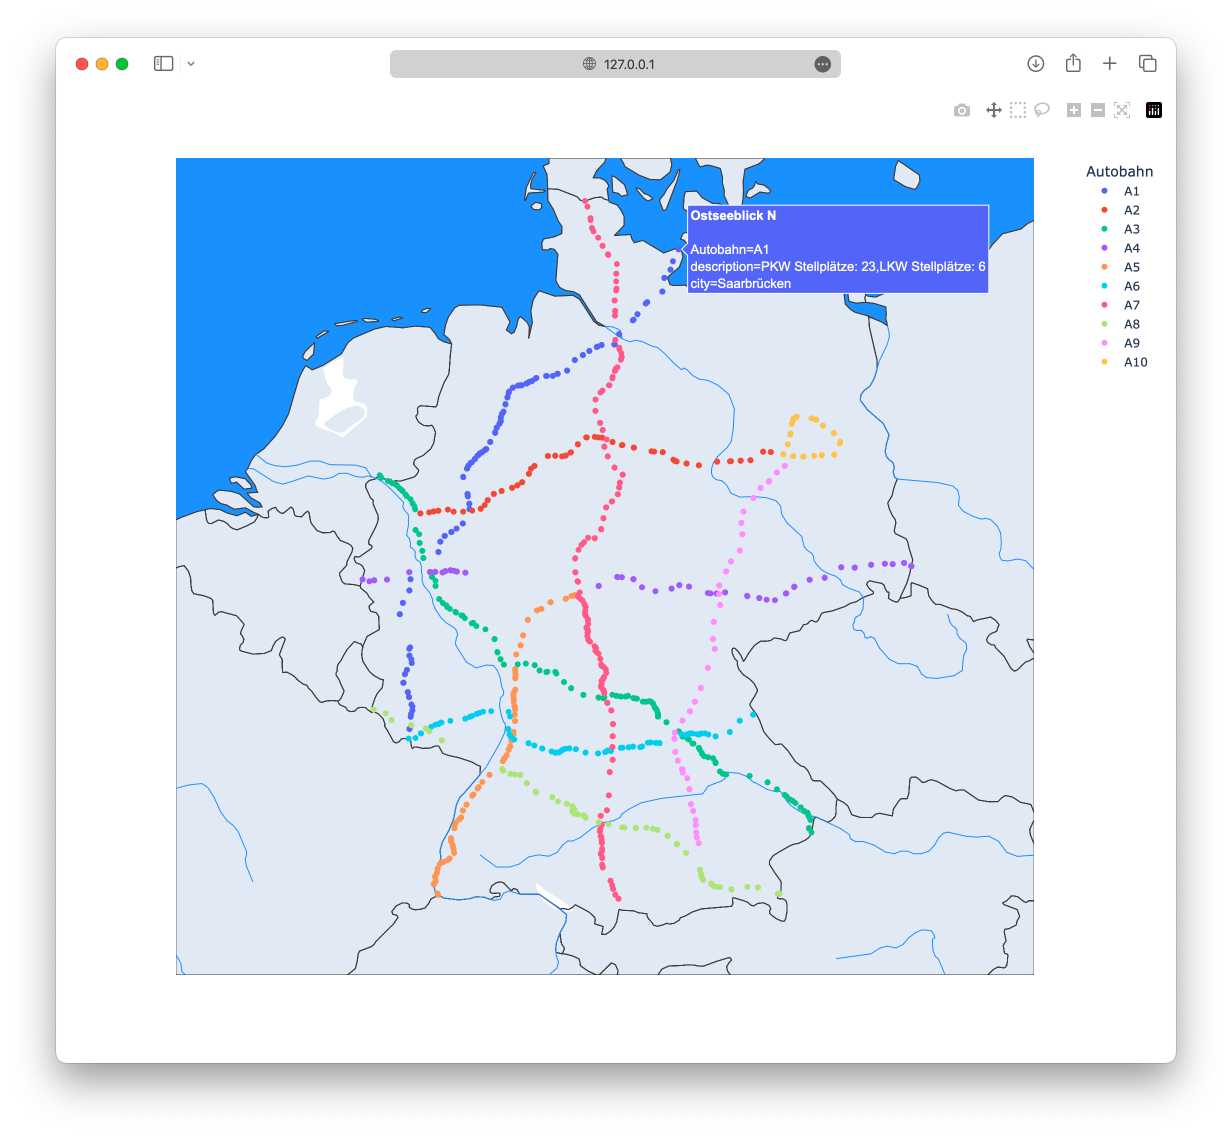 127.0.0.1
Autobahn
A1
A2
A3
A4
A5
A6
A7
A8
A9
A10
Ostseeblick N
Autobahn=A1
description=PKW Stellplätze: 23,LKW Stellplätze: 6
city=Saarbrücken